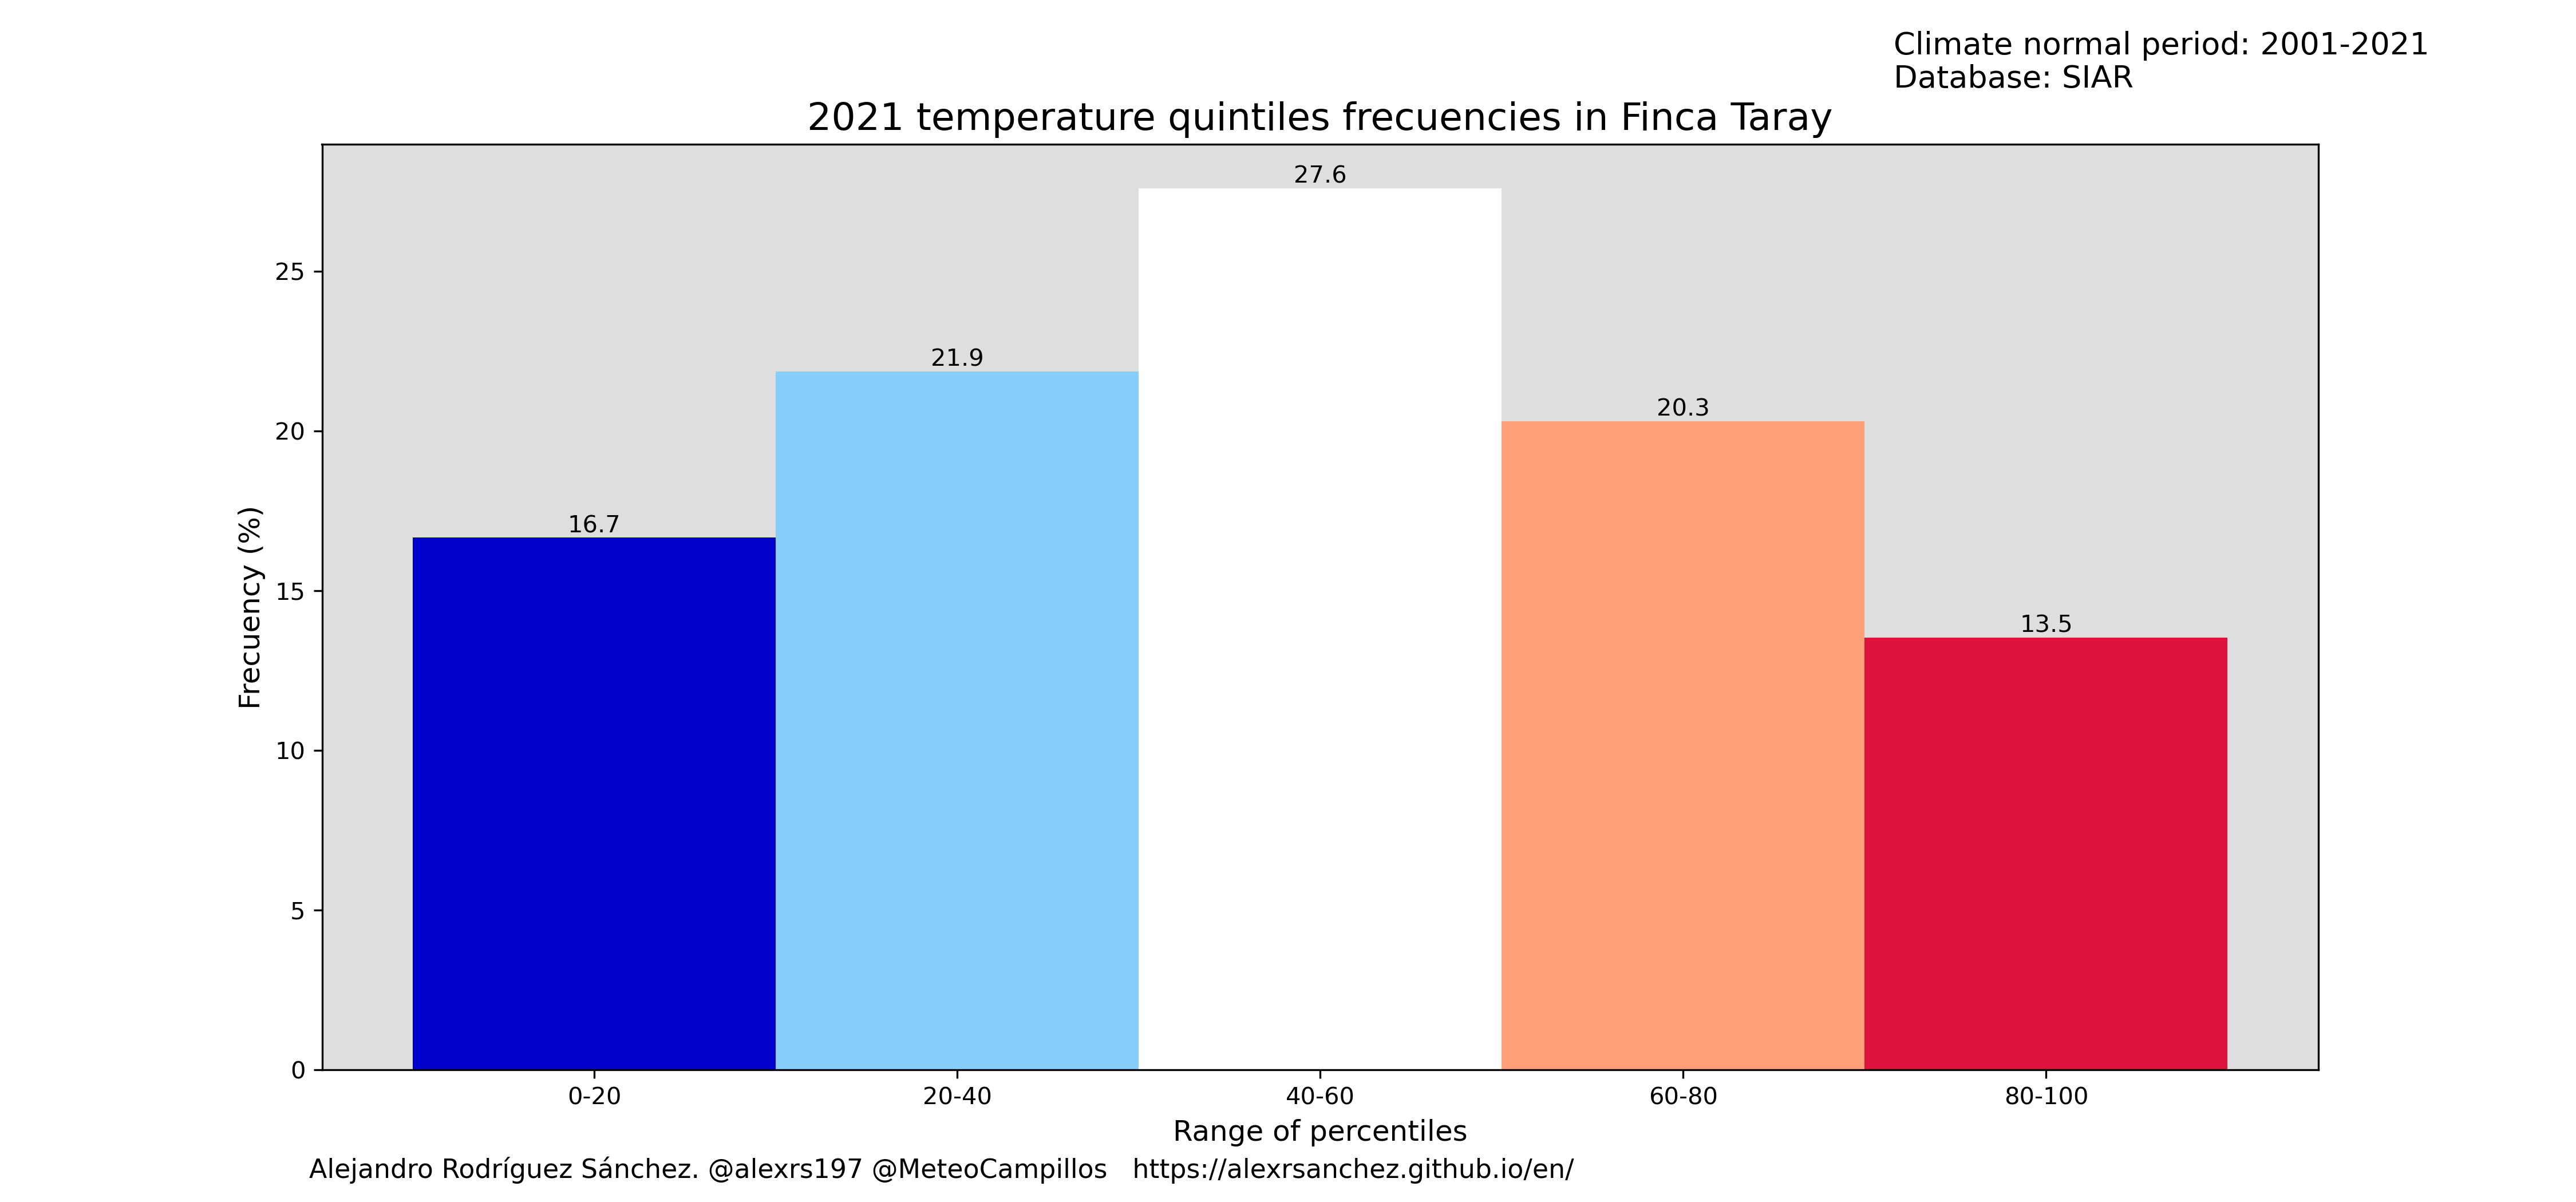 Climate normal period: 2001-2021
Database: SIAR
2021 temperature quintiles frecuencies in Finca Taray
27.6
25
21.9
20.3
20
16.7
Frecuency (%)
15
13.5
10
5
0
0-20 20-40 40-60 60-80 80-100
Range of percentiles
Alejandro Rodríguez Sánchez. @alexrs197 @MeteoCampillos https://alexrsanchez.github.io/en/